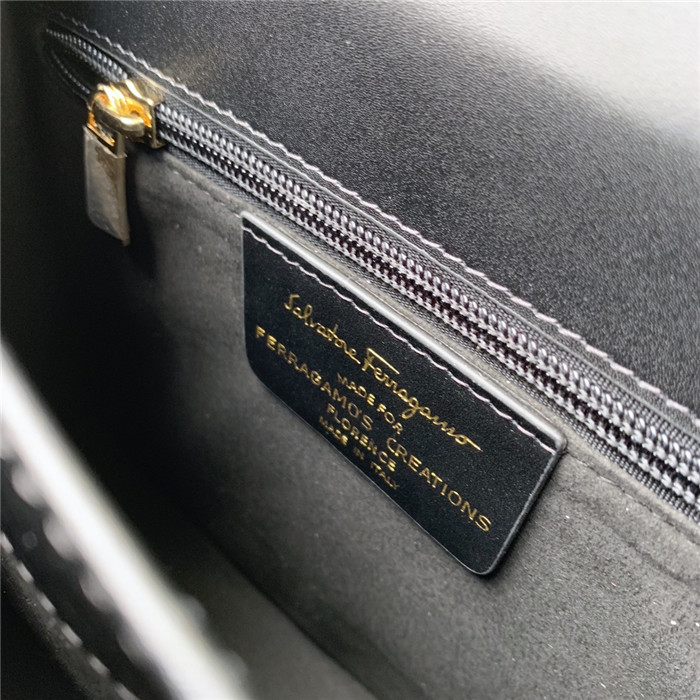 Salvatore Ferragamo
MADE FOR
FERRAGAMO'S CREATIONS
FLORENCE
MADE IN ITALY